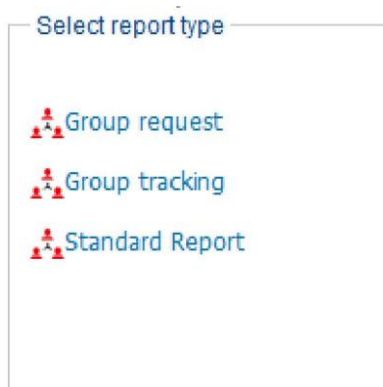 Select report type
Group request
Group tracking
Standard Report